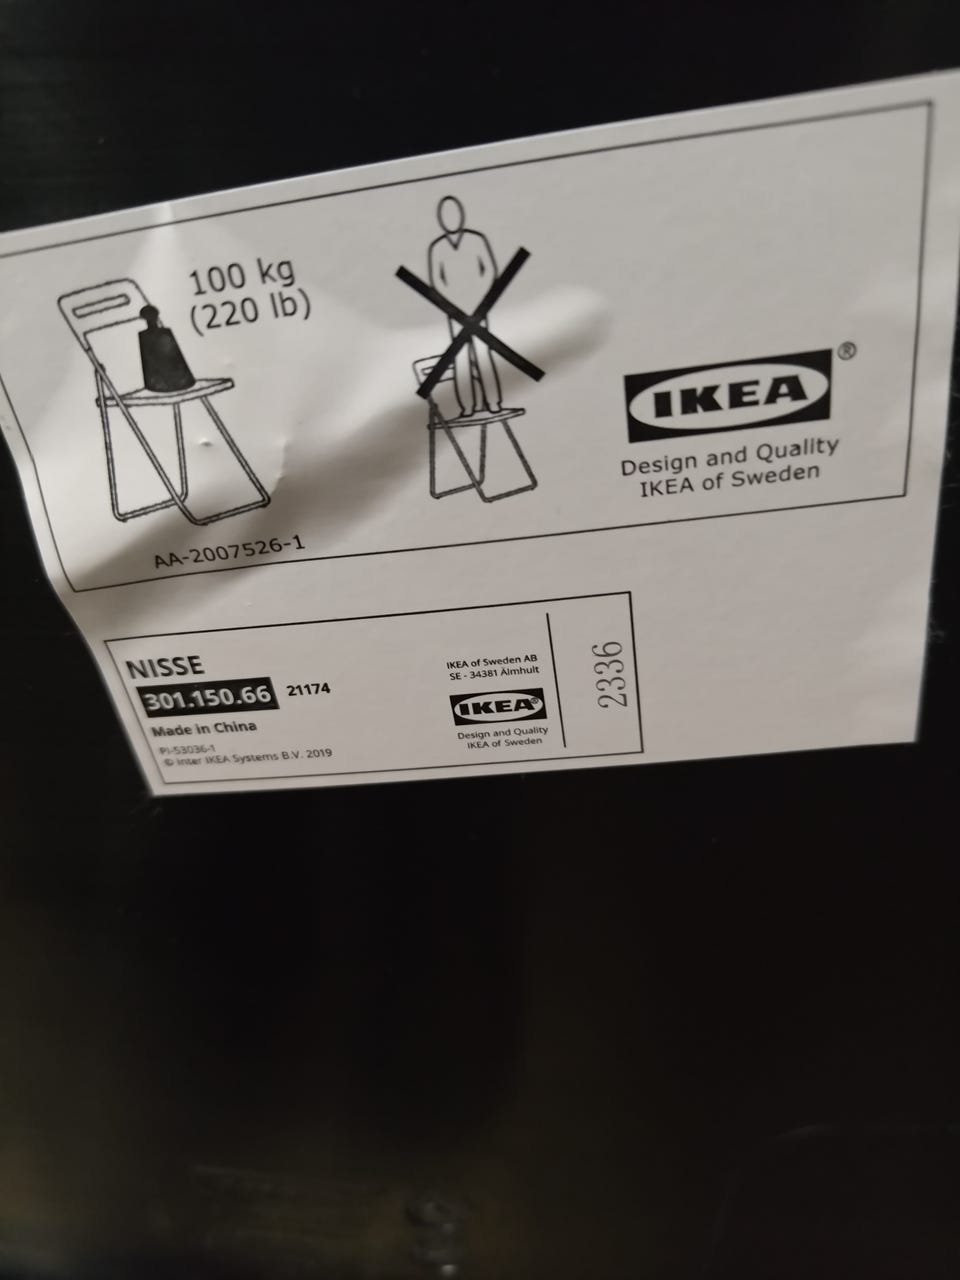 100 kg
(220 lb)
IKEA®
Design and Quality
IKEA of Sweden
AA-2007526-1
NISSE
301.150.66 21174
Made in China
PI-53036-1
© Inter IKEA Systems B.V. 2019
IKEA of Sweden AB
SE - 34381 Älmhult
IKEA®
Design and Quality
IKEA of Sweden
2336